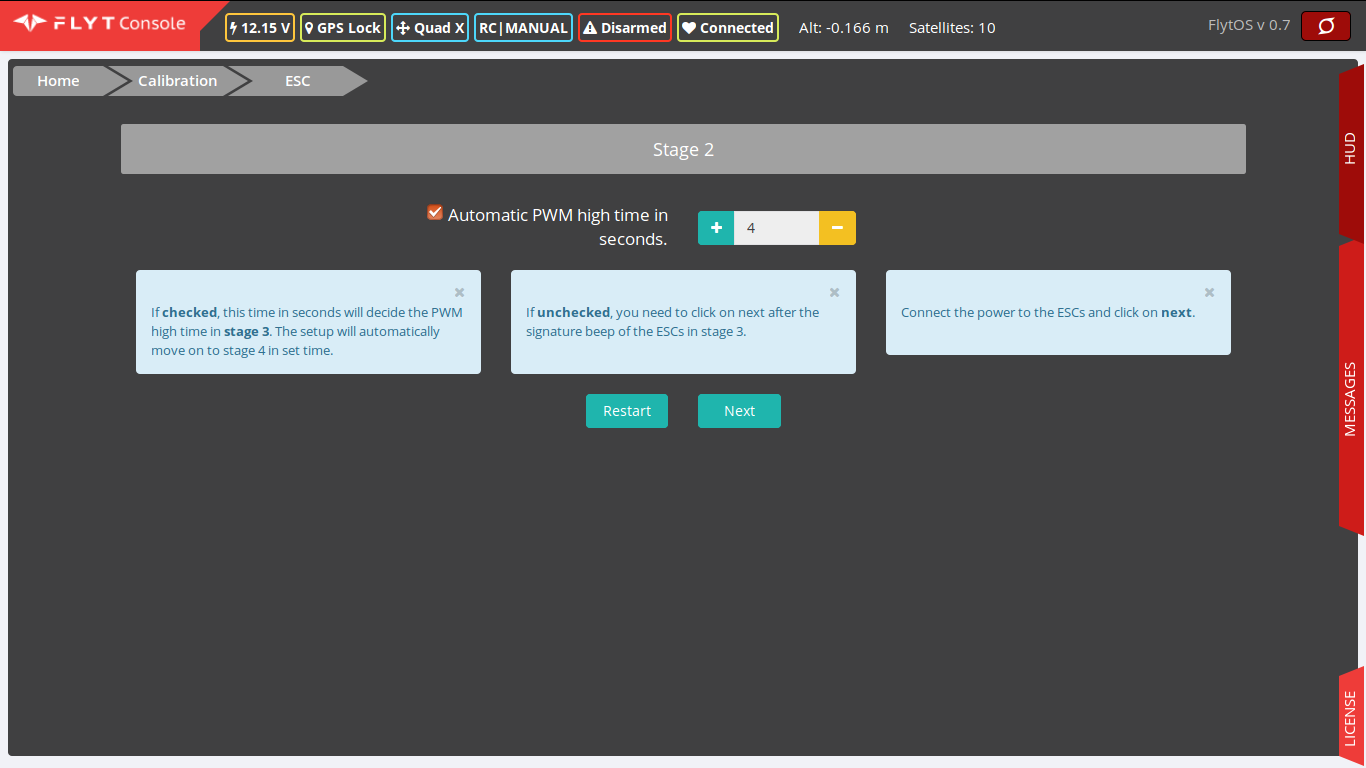 FLYT Console
12.15 V GPS Lock Quad X RC|MANUAL Disarmed Connected Alt: -0.166 m Satellites: 10 FlytOS v 0.7
Home Calibration ESC
Stage 2
Automatic PWM high time in
seconds.
4
If checked, this time in seconds will decide the PWM
high time in stage 3. The setup will automatically
move on to stage 4 in set time.
If unchecked, you need to click on next after the
signature beep of the ESCs in stage 3.
Connect the power to the ESCs and click on next.
Restart Next
HUD
MESSAGES
LICENSE